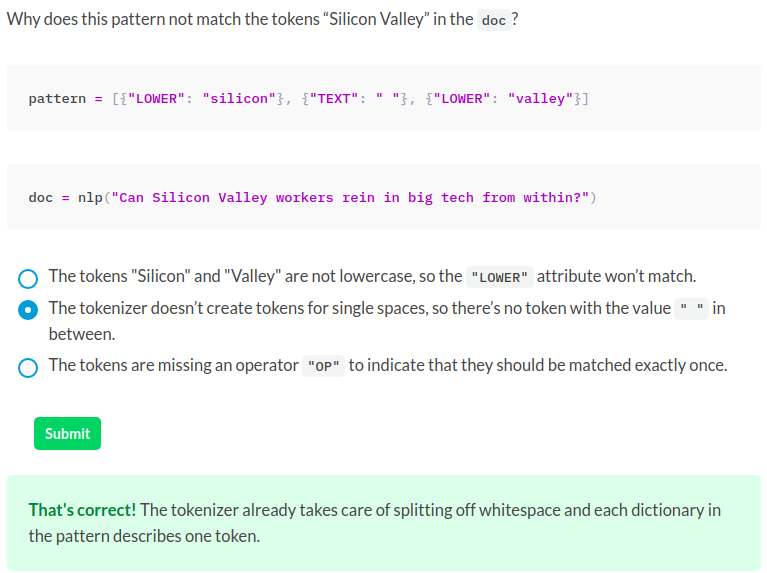 Why does this pattern not match the tokens “Silicon Valley” in the doc?
pattern = [{"LOWER": "silicon"}, {"TEXT": " "}, {"LOWER": "valley"}]
doc = nlp("Can Silicon Valley workers rein in big tech from within?")
The tokens "Silicon" and "Valley" are not lowercase, so the "LOWER" attribute won’t match.
The tokenizer doesn’t create tokens for single spaces, so there’s no token with the value " " in
between.
The tokens are missing an operator "OP" to indicate that they should be matched exactly once.
Submit
That's correct! The tokenizer already takes care of splitting off whitespace and each dictionary in
the pattern describes one token.